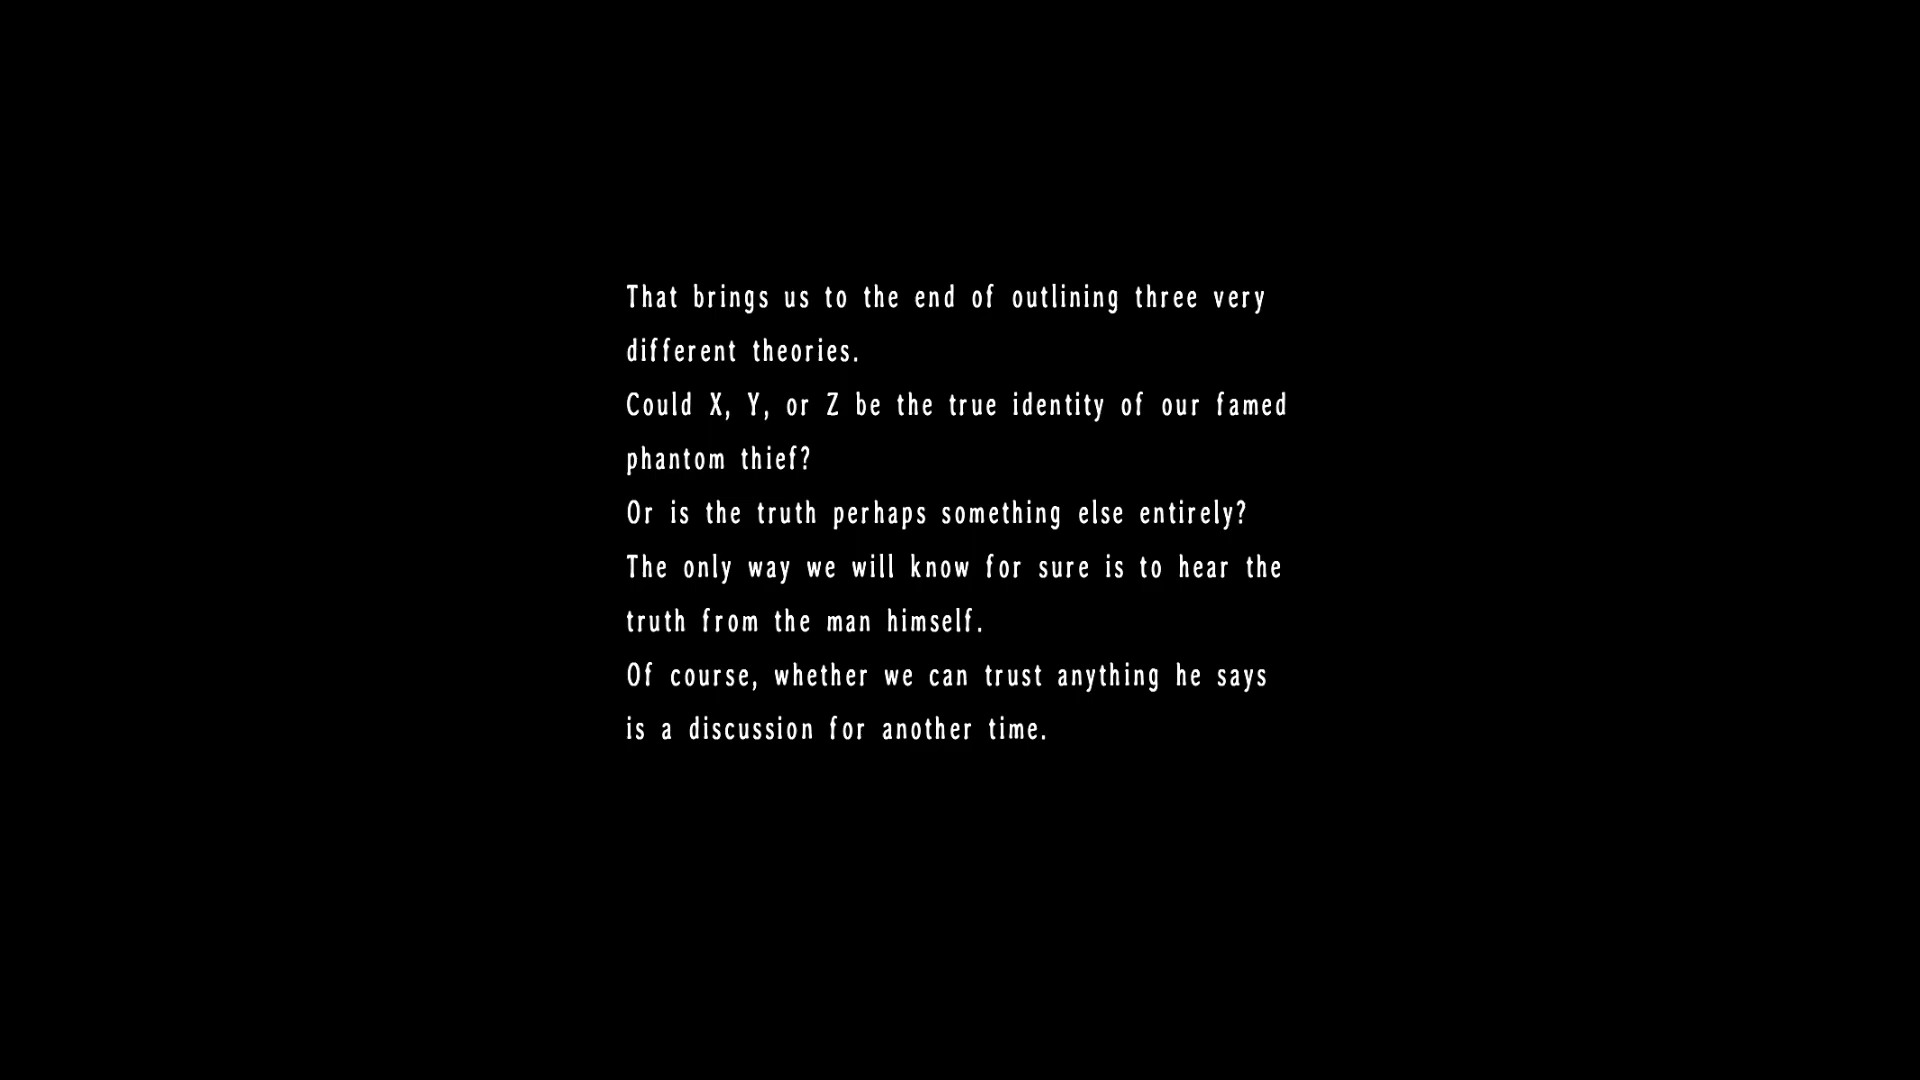 That brings us to the end of outlining three very
different theories.
Could X, Y, or Z be the true identity of our famed
phantom thief?
Or is the truth perhaps something else entirely?
The only way we will know for sure is to hear the
truth from the man himself.
Of course, whether we can trust anything he says
is a discussion for another time.